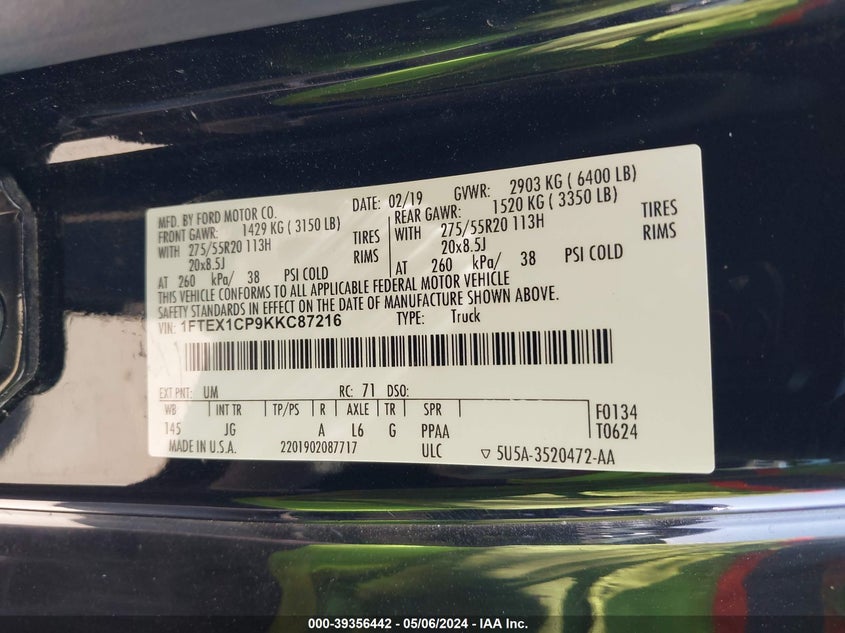 MFD. BY FORD MOTOR CO.
DATE: 02/19 GVWR: 2903 KG ( 6400 LB)
FRONT GAWR: 1429 KG ( 3150 LB) REAR GAWR: 1520 KG ( 3350 LB)
WITH 275/55R20 113H TIRES WITH 275/55R20 113H TIRES
20x8.5J RIMS 20x8.5J RIMS
AT 260 kPa/ 38 PSI COLD AT 260 kPa/ 38 PSI COLD
THIS VEHICLE CONFORMS TO ALL APPLICABLE FEDERAL MOTOR VEHICLE
SAFETY STANDARDS IN EFFECT ON THE DATE OF MANUFACTURE SHOWN ABOVE.
VIN: 1FTEX1CP9KKC87216 TYPE: Truck
EXT PNT: UM RC: 71 DSO:
WB INT TR TP/PS R AXLE TR SPR F0134
145 JG A L6 G PPAA T0624
MADE IN U.S.A. 2201902087717 ULC ▽ 5U5A-3520472-AA
000-39356442 - 05/06/2024 - IAA Inc.